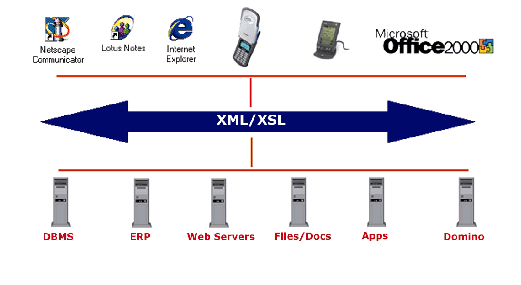 Netscape
Communicator
Lotus Notes
Internet
Explorer
Microsoft
Office2000
XML/XSL
DBMS
ERP
Web Servers
Files/Docs
Apps
Domino